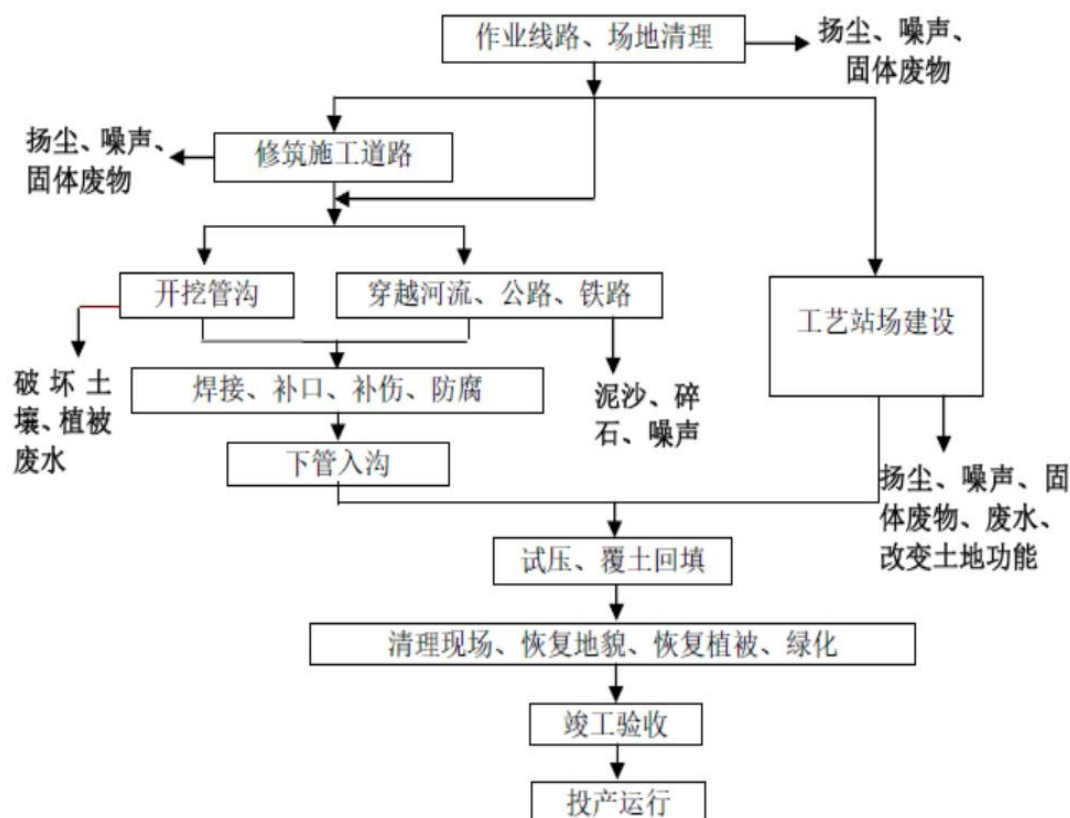 作业线路、场地清理
扬尘、噪声、
固体废物
扬尘、噪声、
固体废物
修筑施工道路
开挖管沟
穿越河流、公路、铁路
工艺站场建设
破坏土
壤、植被
废水
焊接、补口、补伤、防腐
泥沙、碎
石、噪声
下管入沟
扬尘、噪声、固
体废物、废水、
改变土地功能
试压、覆土回填
清理现场、恢复地貌、恢复植被、绿化
竣工验收
投产运行